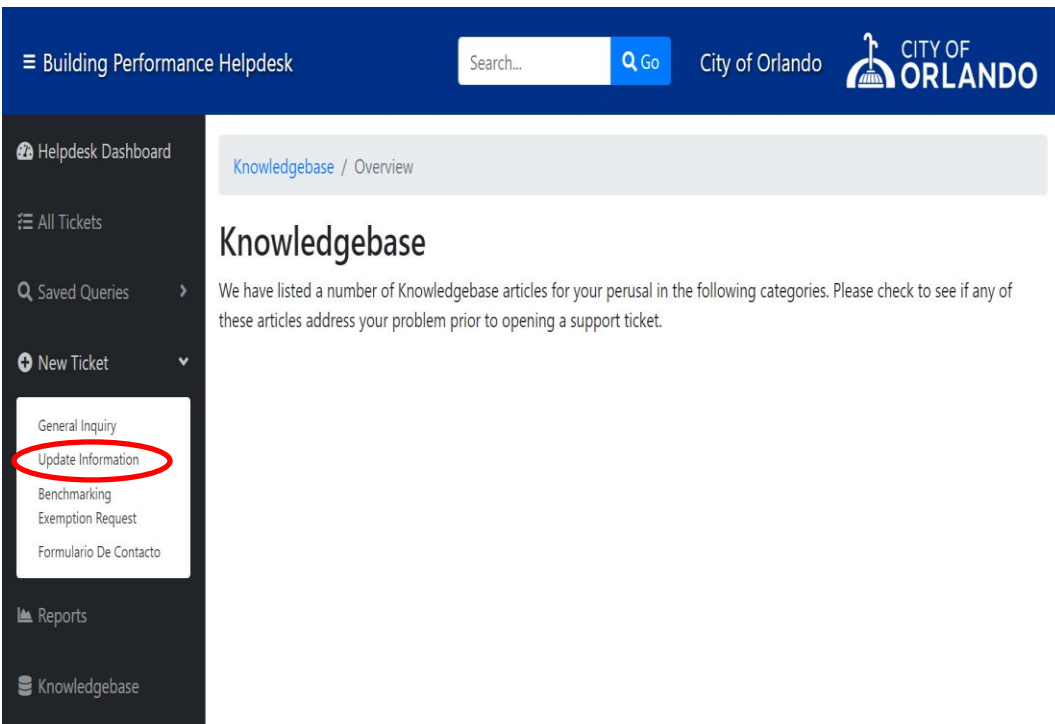 Building Performance Helpdesk
Search...
Go
City of Orlando
CITY OF
ORLANDO
Helpdesk Dashboard
All Tickets
Saved Queries
New Ticket
General Inquiry
Update Information
Benchmarking
Exemption Request
Formulario De Contacto
Reports
Knowledgebase
Knowledgebase / Overview
Knowledgebase
We have listed a number of Knowledgebase articles for your perusal in the following categories. Please check to see if any of
these articles address your problem prior to opening a support ticket.